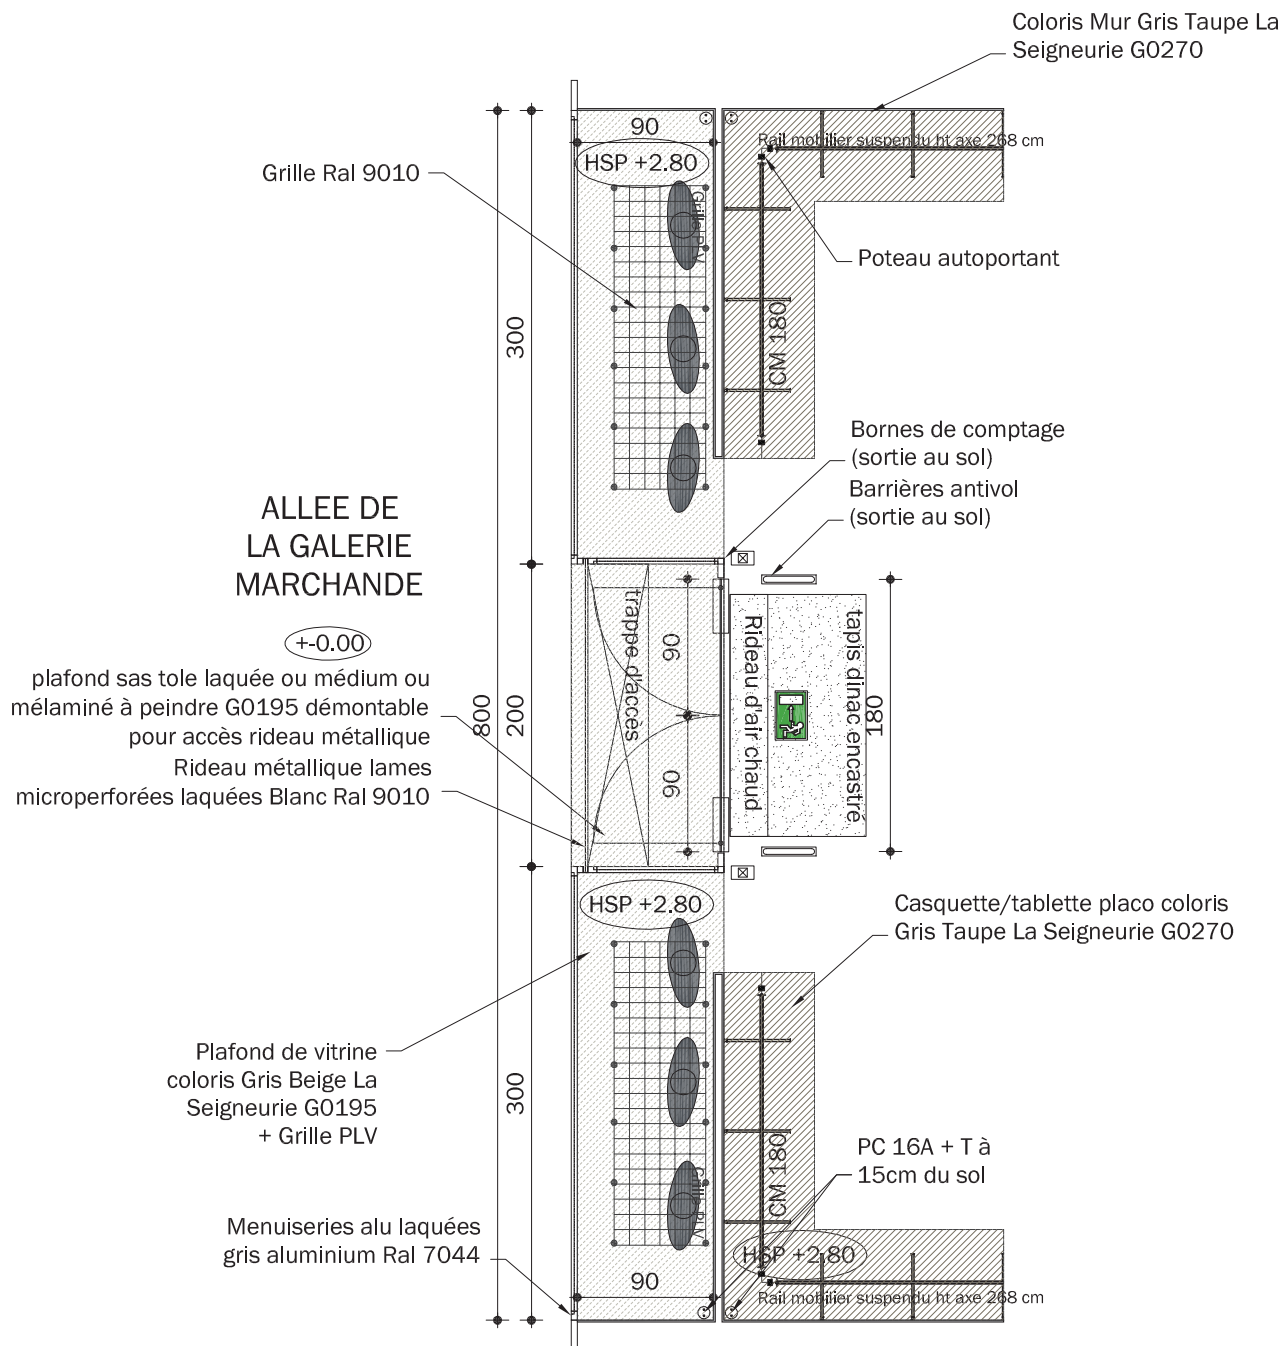 Coloris Mur Gris Taupe La
Seigneurie G0270
90
Rail mobilier suspendu ht axe 268 cm
HSP +2.80
Grille Ral 9010
Grille PLV
Poteau autoportant
300
CM 180
Bornes de comptage
(sortie au sol)
Barrières antivol
(sortie au sol)
ALLEE DE
LA GALERIE
MARCHANDE
+-0.00
plafond sas tole laquée ou médium ou
mélaminé à peindre G0195 démontable
pour accès rideau métallique
Rideau métallique lames
microperforées laquées Blanc Ral 9010
800
200
trappe d'accès
90
90
Rideau d'air chaud
tapis dinac encastré
180
HSP +2.80
Casquette/tablette placo coloris
Gris Taupe La Seigneurie G0270
Plafond de vitrine
coloris Gris Beige La
Seigneurie G0195
+ Grille PLV
300
CM 180
PC 16A + T à
15cm du sol
Grille PLV
Menuiseries alu laquées
gris aluminium Ral 7044
HSP +2.80
90
Rail mobilier suspendu ht axe 268 cm